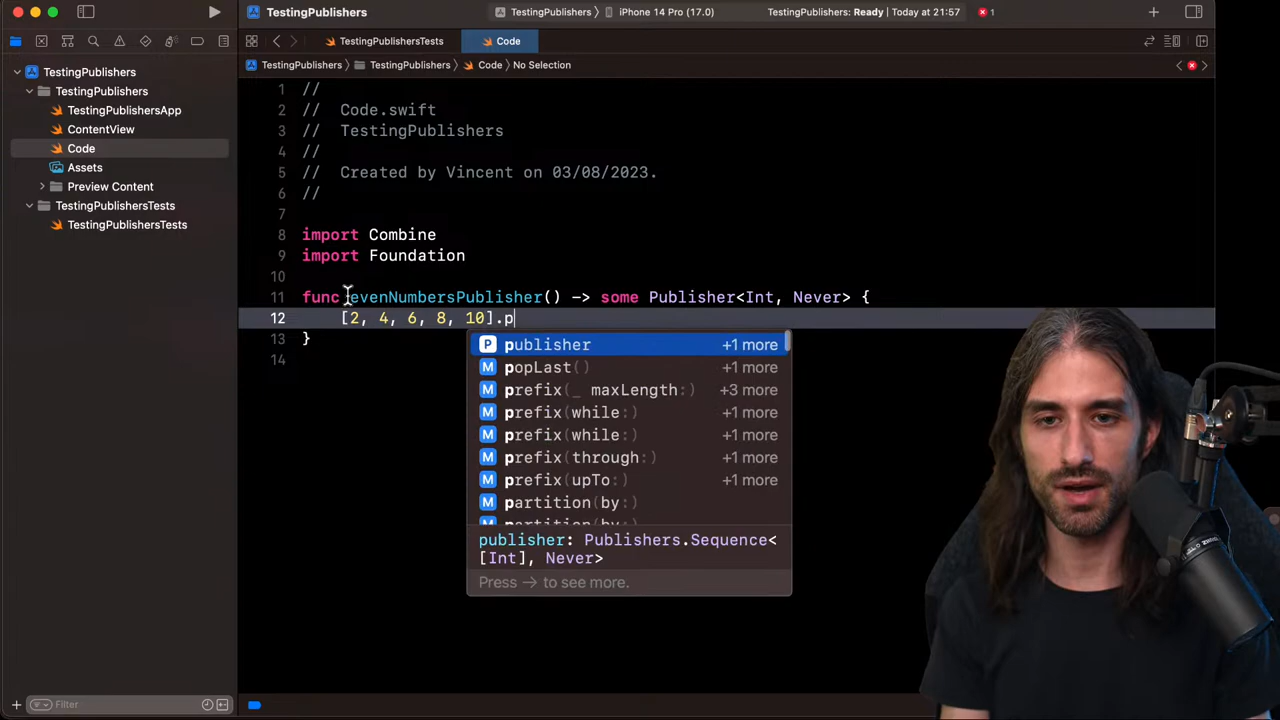 TestingPublishers
TestingPublishers
iPhone 14 Pro (17.0)
TestingPublishers: Ready | Today at 21:57
1
TestingPublishersTests
Code
TestingPublishers
TestingPublishers
Code
No Selection
TestingPublishers
TestingPublishers
TestingPublishersApp
ContentView
Code
Assets
Preview Content
TestingPublishersTests
TestingPublishersTests
Filter
1 //
2 // Code.swift
3 // TestingPublishers
4 //
5 // Created by Vincent on 03/08/2023.
6 //
7
8 import Combine
9 import Foundation
10
11 func evenNumbersPublisher() -> some Publisher<Int, Never> {
12 [2, 4, 6, 8, 10].p
13 }
14
P publisher +1 more
M popLast() +1 more
M prefix(_ maxLength:) +3 more
M prefix(while:) +1 more
M prefix(while:) +1 more
M prefix(through:) +1 more
M prefix(upTo:) +1 more
M partition(by:)
publisher: Publishers.Sequence<
[Int], Never>
Press → to see more.